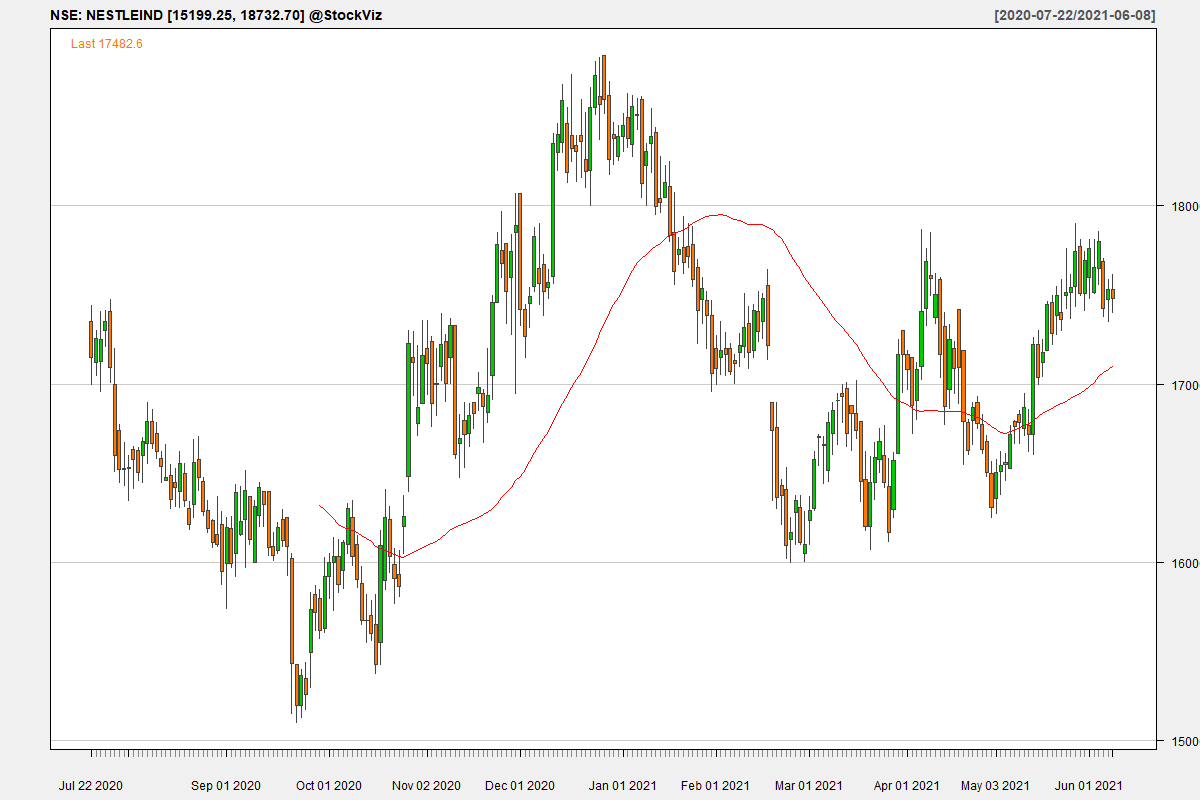 NSE: NESTLEIND [15199.25, 18732.70] @StockViz [2020-07-22/2021-06-08]
Last 17482.6
1800
1700
1600
1500
Jul 22 2020 Sep 01 2020 Oct 01 2020 Nov 02 2020 Dec 01 2020 Jan 01 2021 Feb 01 2021 Mar 01 2021 Apr 01 2021 May 03 2021 Jun 01 2021